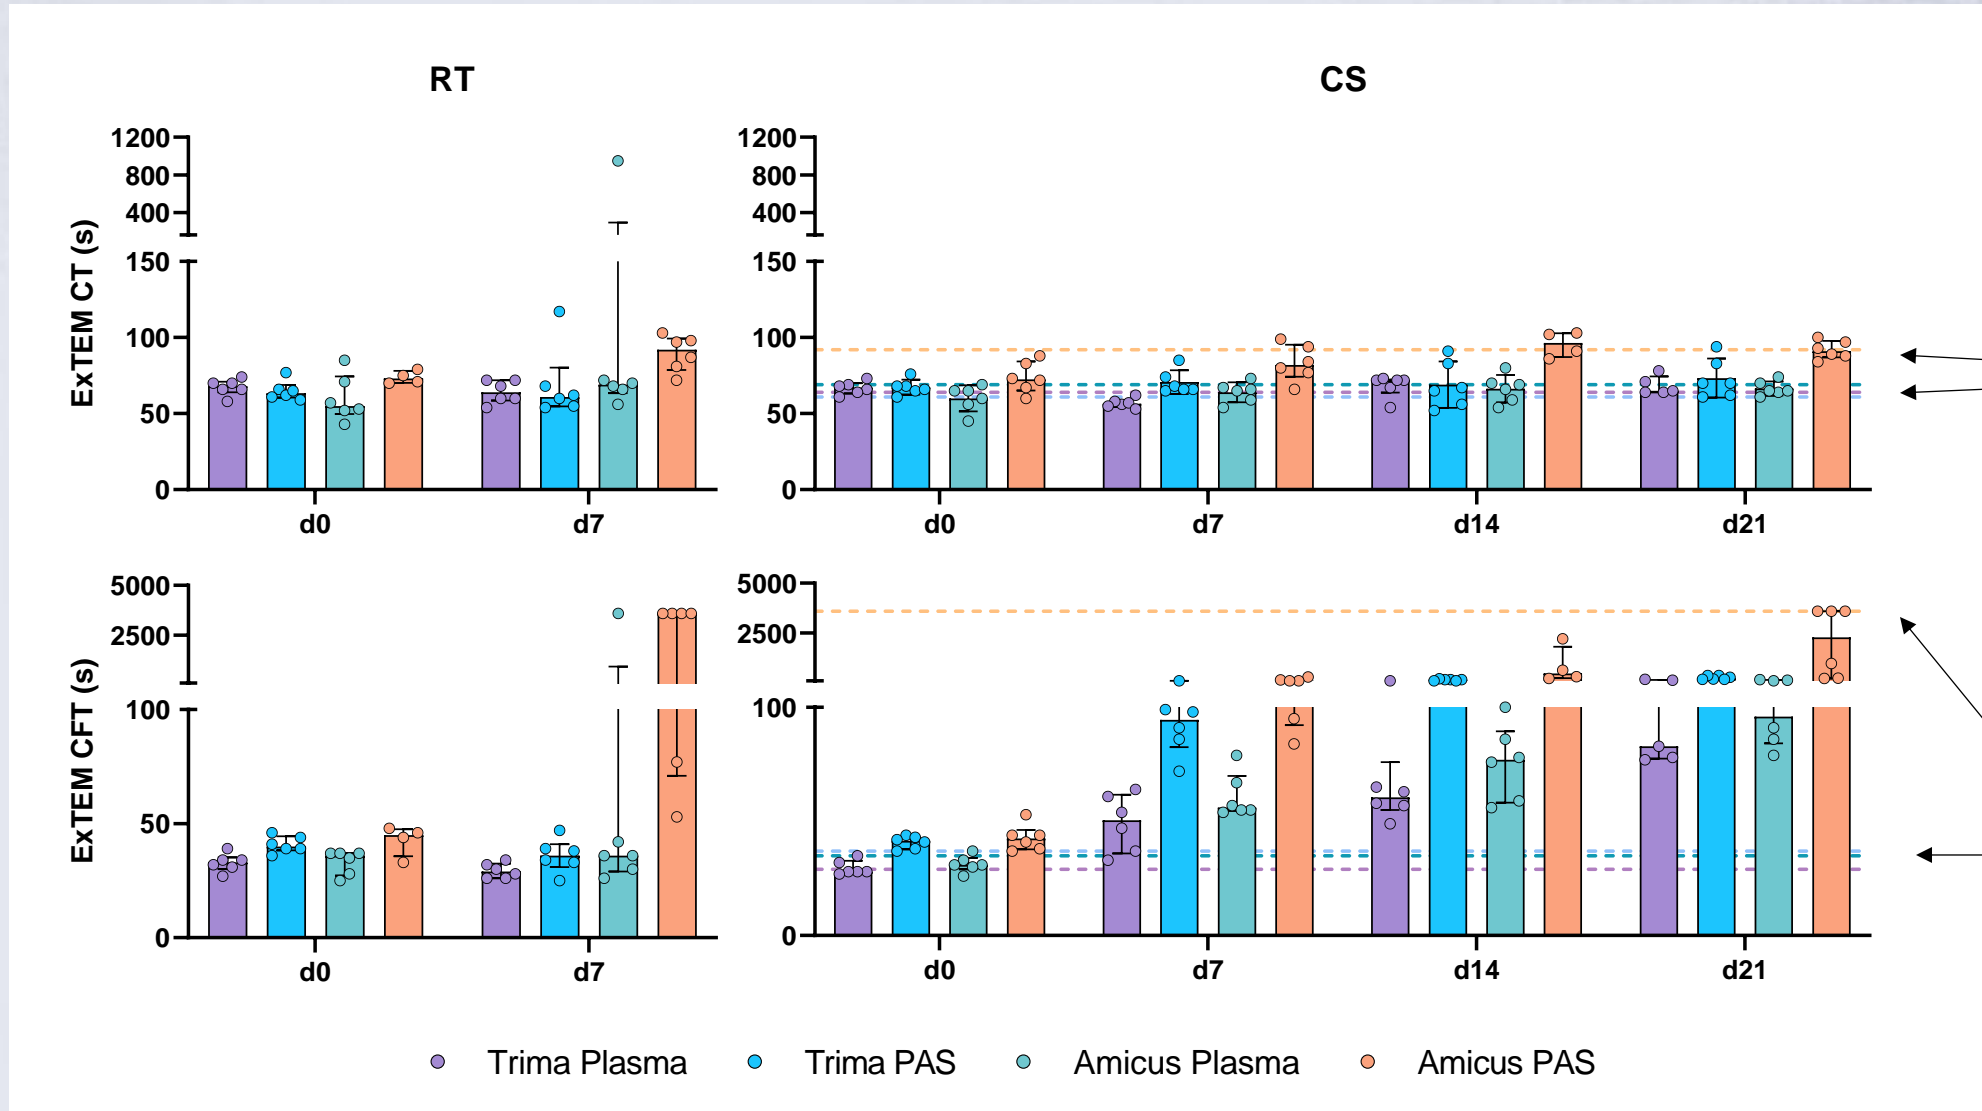 RT
CS
ExTEM CT (s)
1200
800
400
150
100
50
0
d0
d7
1200
800
400
150
100
50
0
d0
d7
d14
d21
ExTEM CFT (s)
5000
2500
100
50
0
d0
d7
5000
2500
100
0
d0
d7
d14
d21
Trima Plasma
Trima PAS
Amicus Plasma
Amicus PAS